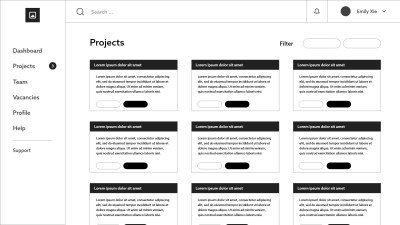 Search ...
Emily Xie
Dashboard
Projects
Team
Vacancies
Profile
Help
Support
Projects
Filter
Lorem ipsum dolor sit amet
Lorem ipsum dolor sit amet, consectetur adipiscing
elit, sed do eiusmod tempor incididunt ut labore et
dolore magna aliqua. Ut enim ad minim veniam,
quis nostrud exercitation ullamco laboris nisi.
Lorem ipsum dolor sit amet
Lorem ipsum dolor sit amet, consectetur adipiscing
elit, sed do eiusmod tempor incididunt ut labore et
dolore magna aliqua. Ut enim ad minim veniam,
quis nostrud exercitation ullamco laboris nisi.
Lorem ipsum dolor sit amet
Lorem ipsum dolor sit amet, consectetur adipiscing
elit, sed do eiusmod tempor incididunt ut labore et
dolore magna aliqua. Ut enim ad minim veniam,
quis nostrud exercitation ullamco laboris nisi.
Lorem ipsum dolor sit amet
Lorem ipsum dolor sit amet, consectetur adipiscing
elit, sed do eiusmod tempor incididunt ut labore et
dolore magna aliqua. Ut enim ad minim veniam,
quis nostrud exercitation ullamco laboris nisi.
Lorem ipsum dolor sit amet
Lorem ipsum dolor sit amet, consectetur adipiscing
elit, sed do eiusmod tempor incididunt ut labore et
dolore magna aliqua. Ut enim ad minim veniam,
quis nostrud exercitation ullamco laboris nisi.
Lorem ipsum dolor sit amet
Lorem ipsum dolor sit amet, consectetur adipiscing
elit, sed do eiusmod tempor incididunt ut labore et
dolore magna aliqua. Ut enim ad minim veniam,
quis nostrud exercitation ullamco laboris nisi.
Lorem ipsum dolor sit amet
Lorem ipsum dolor sit amet, consectetur adipiscing
elit, sed do eiusmod tempor incididunt ut labore et
dolore magna aliqua. Ut enim ad minim veniam,
quis nostrud exercitation ullamco laboris nisi.
Lorem ipsum dolor sit amet
Lorem ipsum dolor sit amet, consectetur adipiscing
elit, sed do eiusmod tempor incididunt ut labore et
dolore magna aliqua. Ut enim ad minim veniam,
quis nostrud exercitation ullamco laboris nisi.
Lorem ipsum dolor sit amet
Lorem ipsum dolor sit amet, consectetur adipiscing
elit, sed do eiusmod tempor incididunt ut labore et
dolore magna aliqua. Ut enim ad minim veniam,
quis nostrud exercitation ullamco laboris nisi.